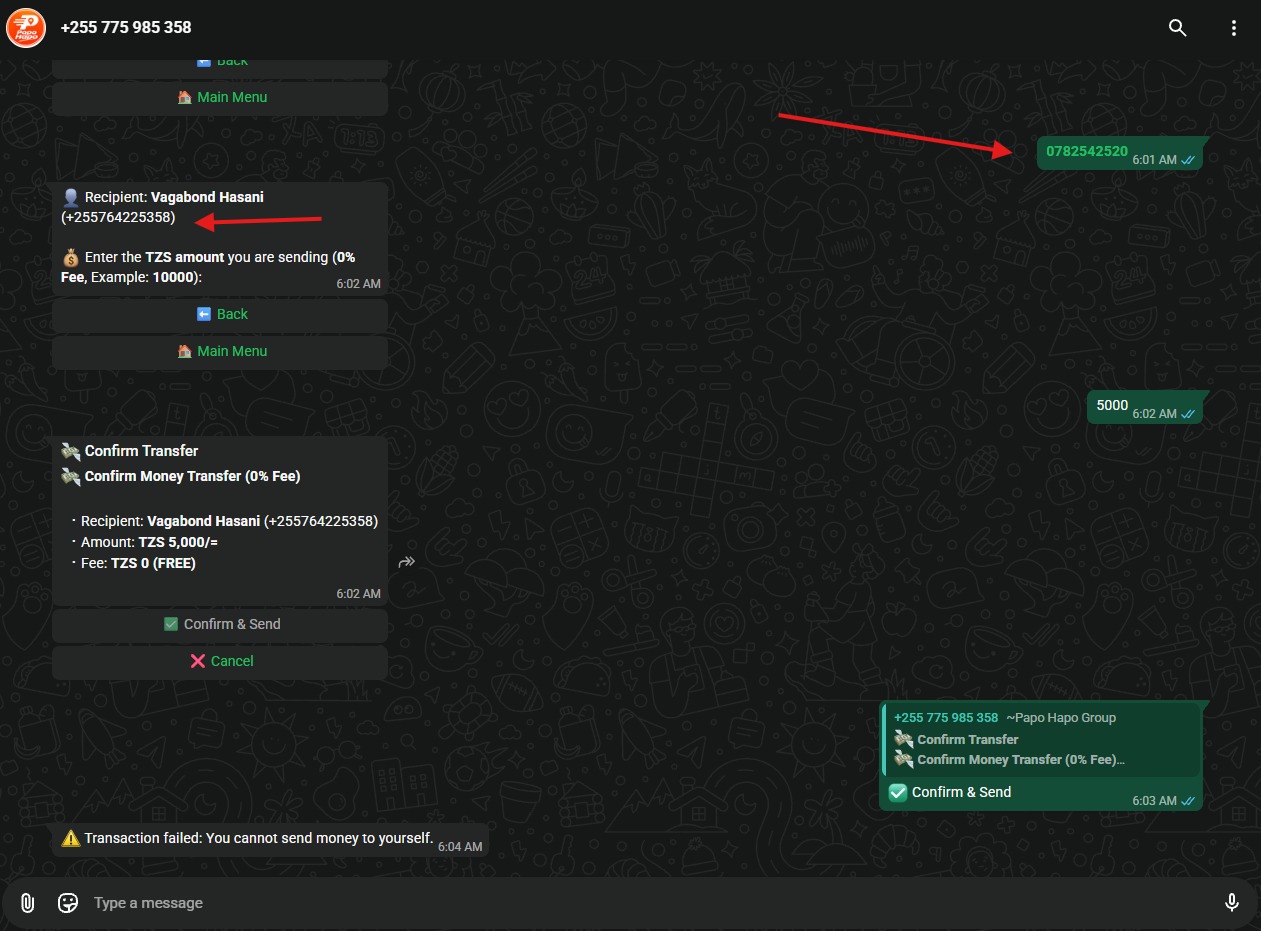 Papo Hapo
+255 775 985 358
Back
Main Menu
0782542520
6:01 AM
Recipient: Vagabond Hasani
(+255764225358)
Enter the TZS amount you are sending (0%
Fee, Example: 10000):
6:02 AM
Back
Main Menu
5000
6:02 AM
Confirm Transfer
Confirm Money Transfer (0% Fee)
· Recipient: Vagabond Hasani (+255764225358)
· Amount: TZS 5,000/=
· Fee: TZS 0 (FREE)
6:02 AM
Confirm & Send
Cancel
+255 775 985 358 ~Papo Hapo Group
Confirm Transfer
Confirm Money Transfer (0% Fee)...
Confirm & Send
6:03 AM
Transaction failed: You cannot send money to yourself.
6:04 AM
Type a message